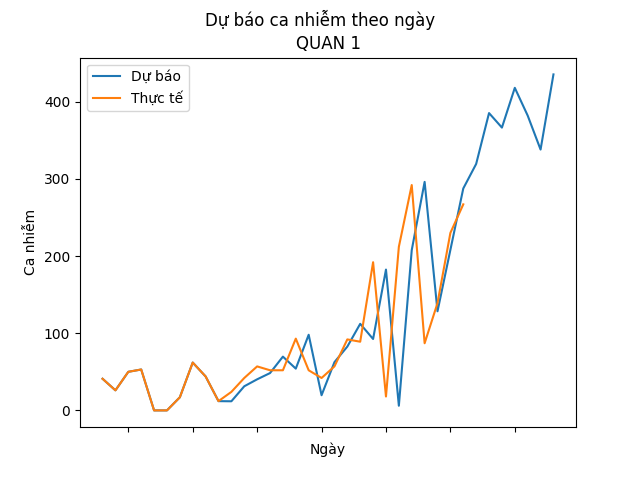 Dự báo ca nhiễm theo ngày
QUAN 1
Dự báo
Thực tế
400
300
200
100
0
Ca nhiễm
Ngày